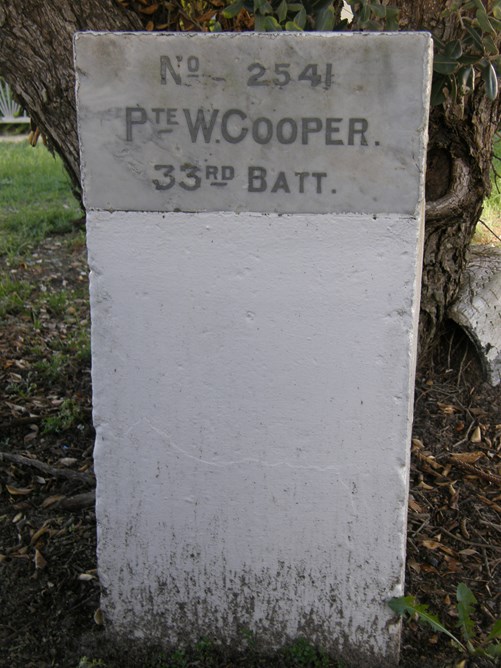 No 2541
Pte W. Cooper.
33rd Batt.